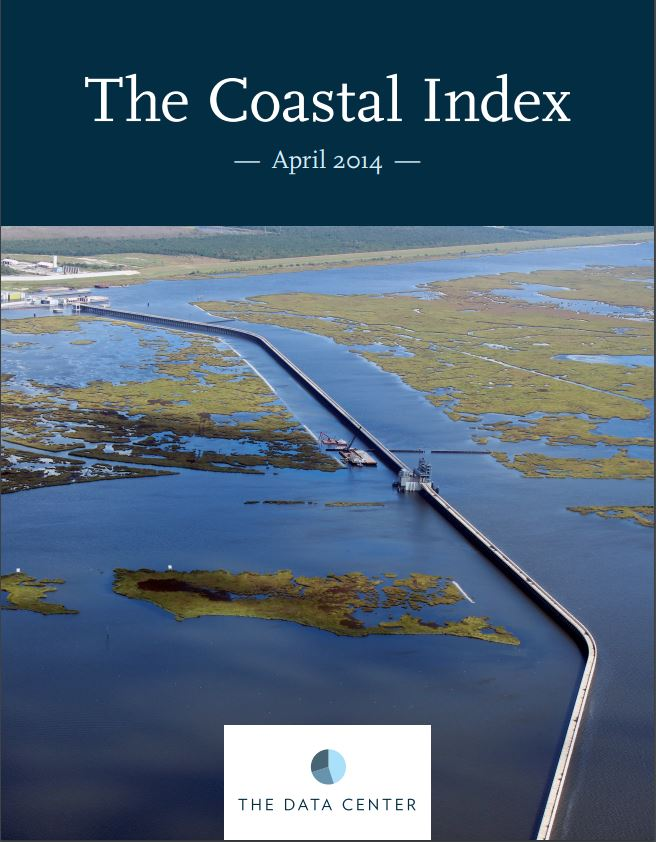 The Coastal Index
— April 2014 —
THE DATA CENTER